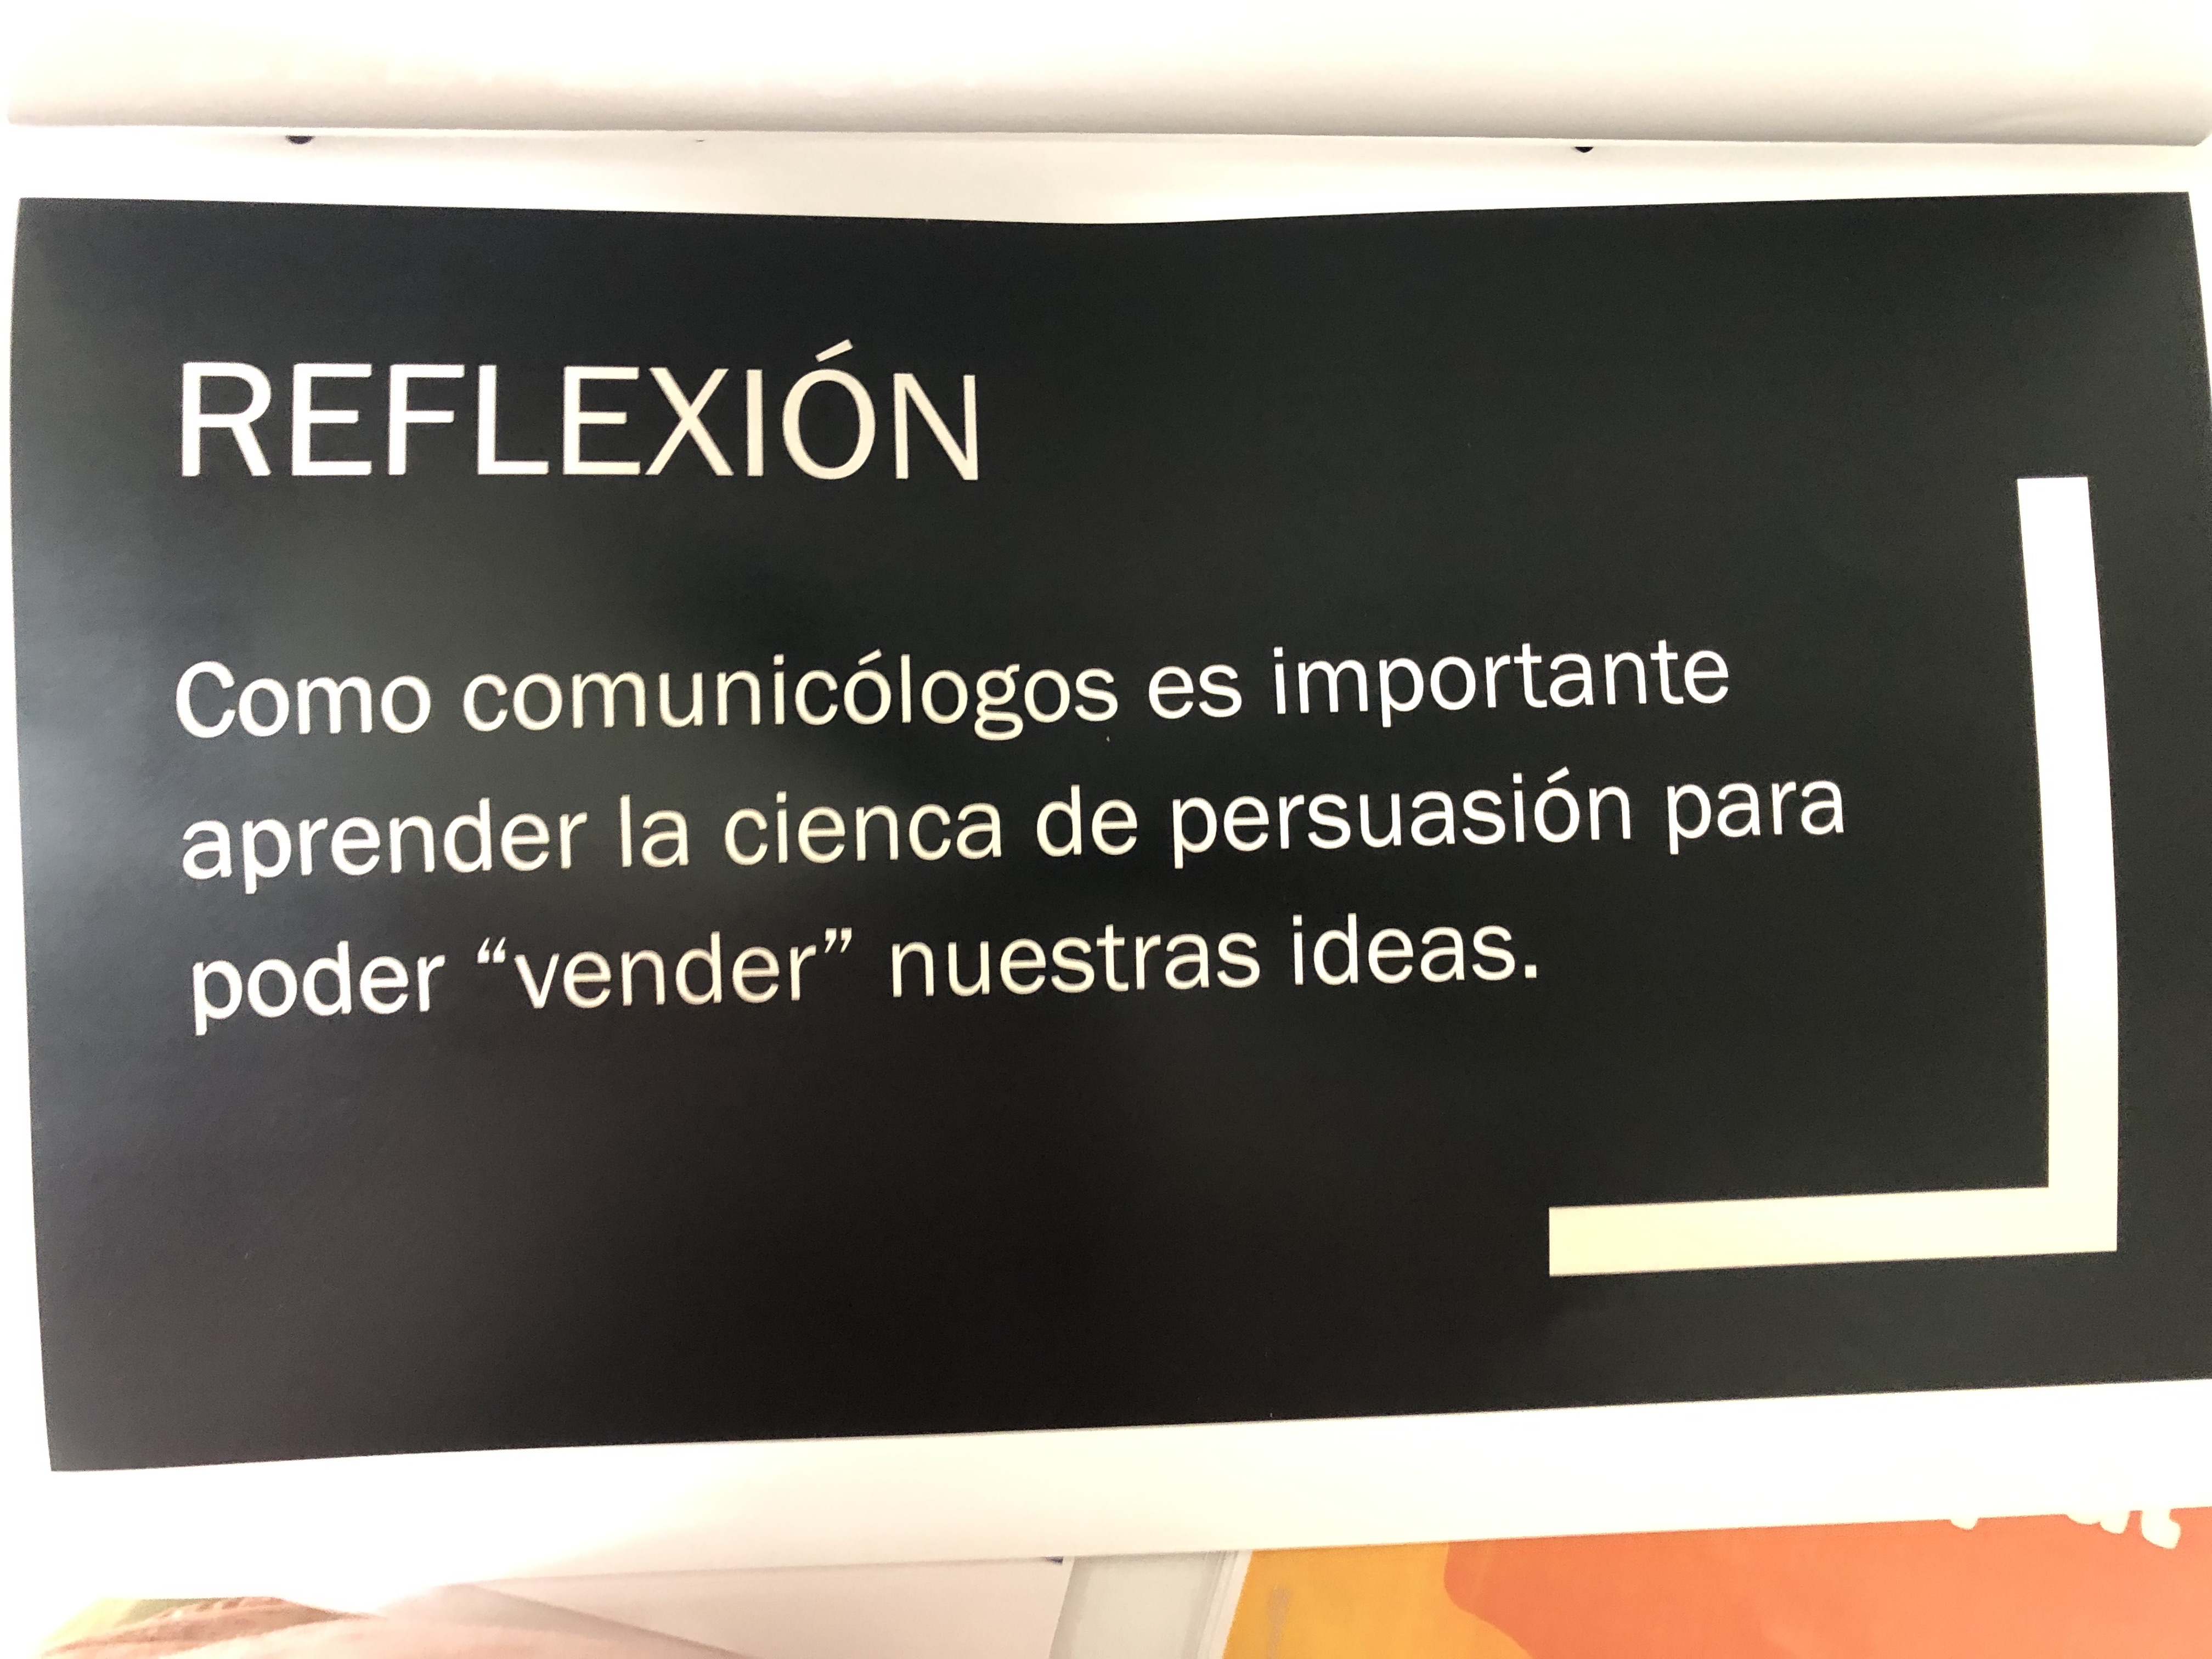 REFLEXIÓN
Como comunicólogos es importante
aprender la cienca de persuasión para
poder “vender” nuestras ideas.